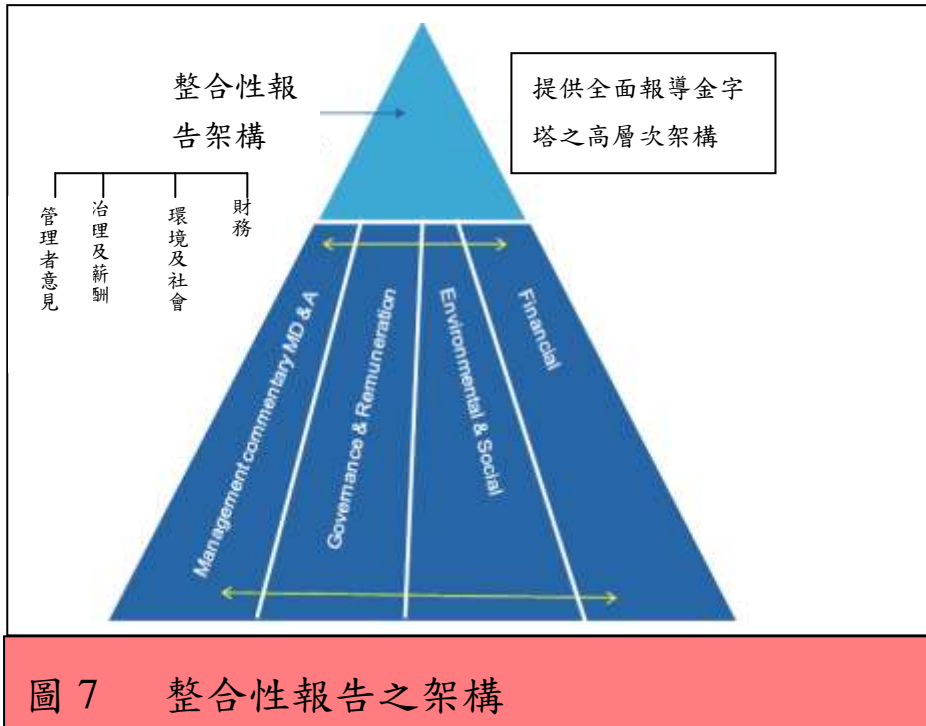 整合性報
告架構
提供全面報導金字
塔之高層次架構
管理者意見
治理及薪酬
環境及社會
財務
Management commentary MD & A
Governance & Remuneration
Environmental & Social
Financial
圖 7 整合性報告之架構